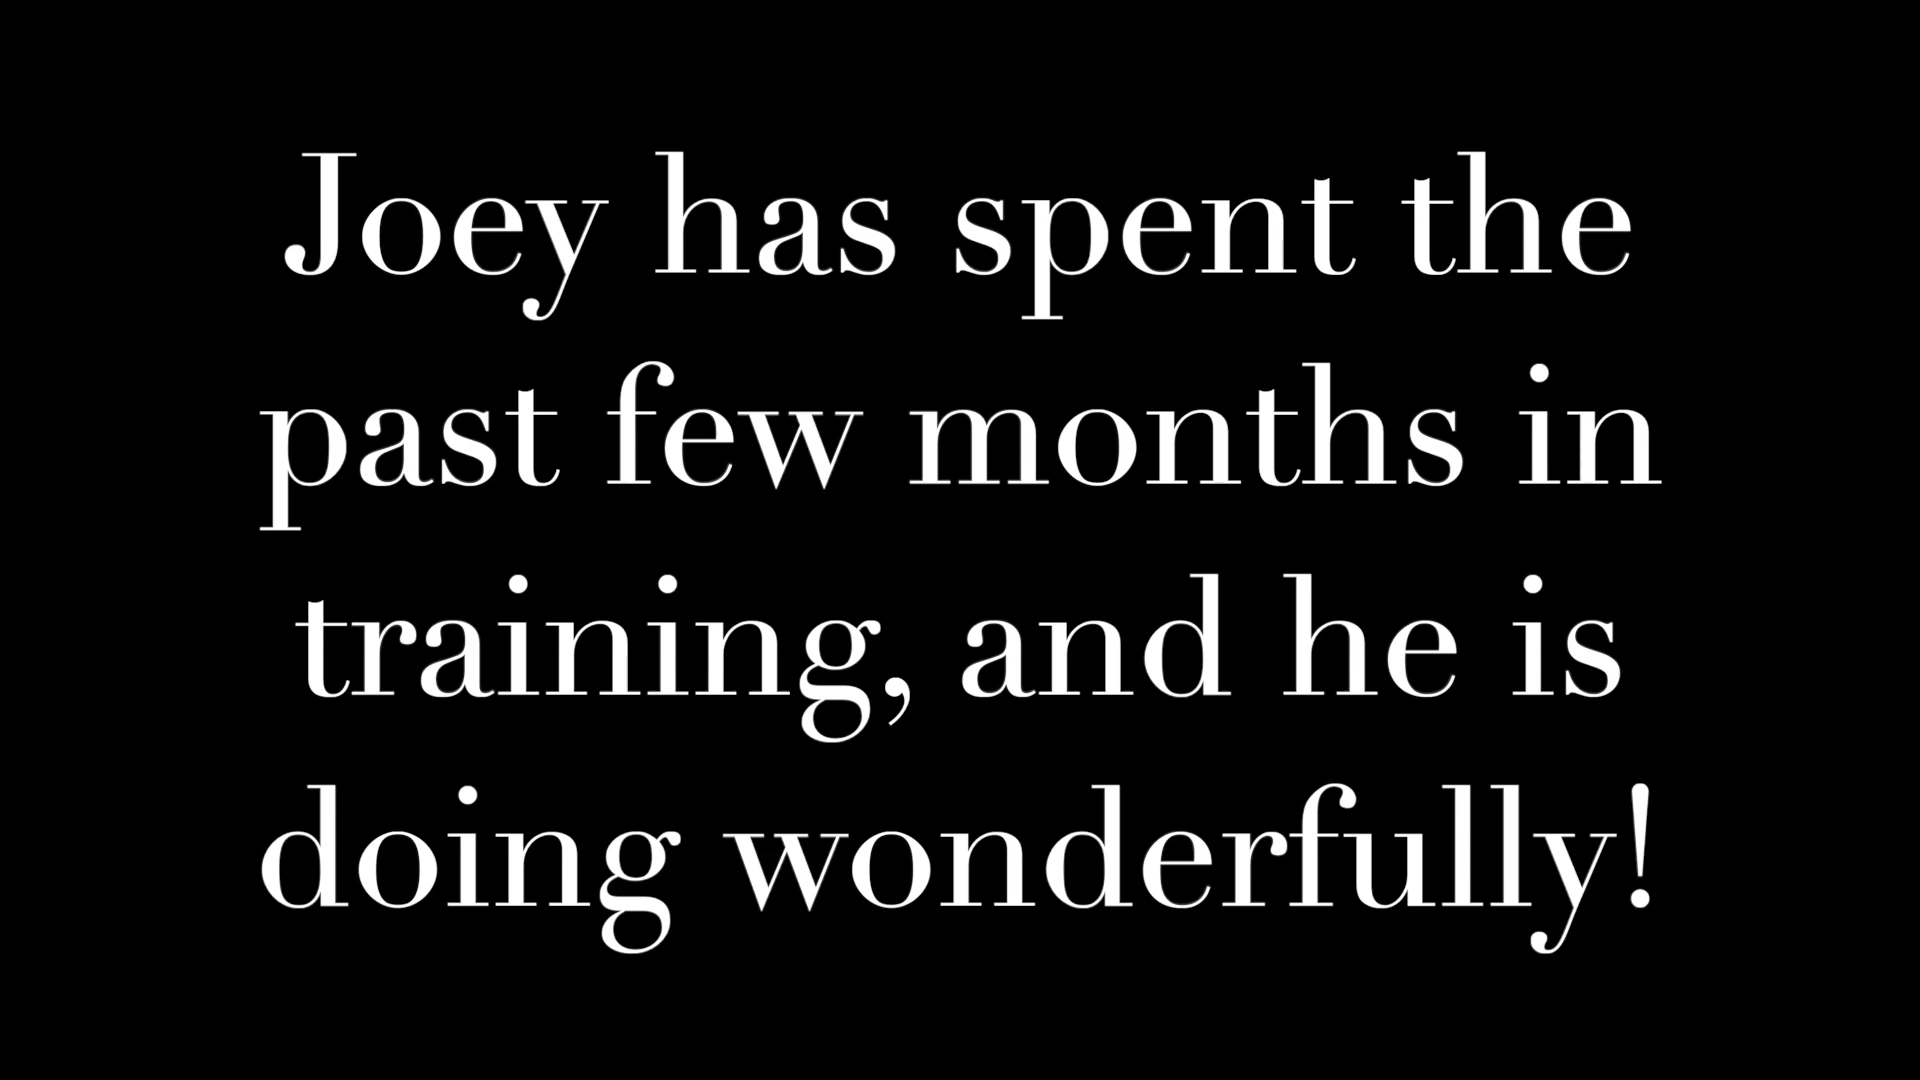 Joey has spent the
past few months in
training, and he is
doing wonderfully!